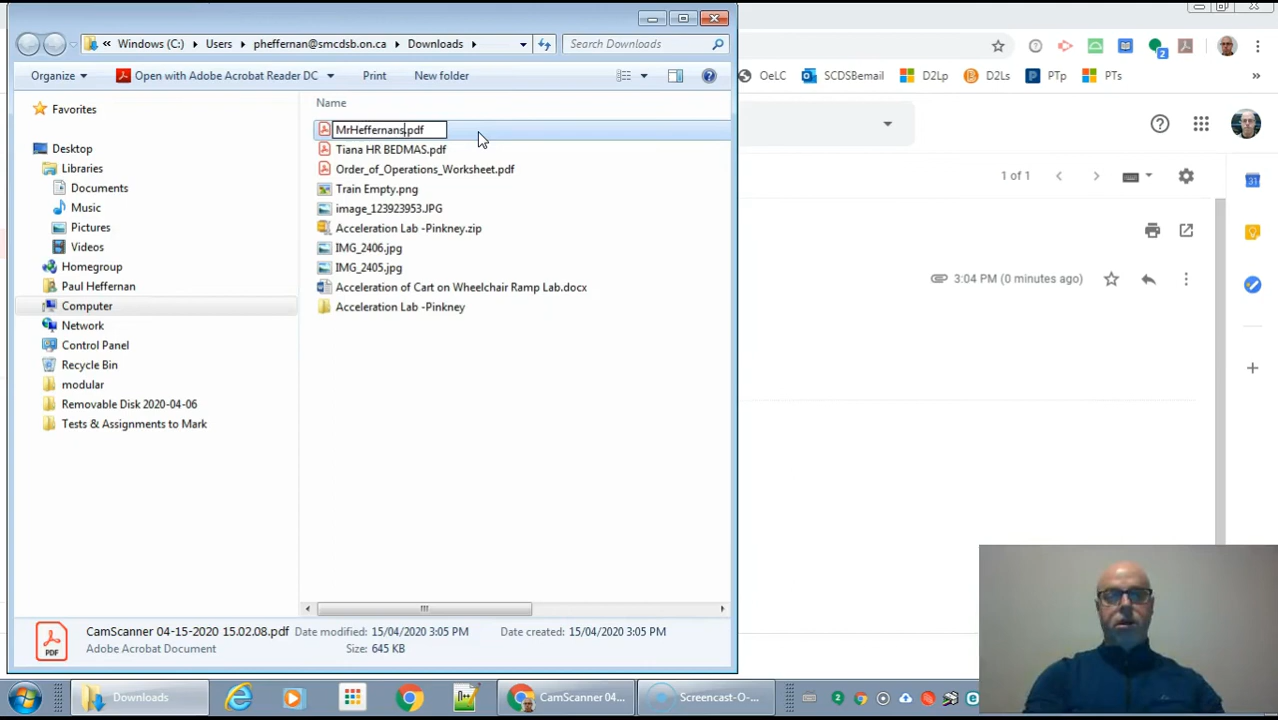 Windows (C:) Users pheffernan@smcdsb.on.ca Downloads Search Downloads
OeLC SCDSBemail D2Lp D2Ls PTp PTs »
Organize Open with Adobe Acrobat Reader DC Print New folder
Name
Favorites
Desktop
Libraries
Documents
Music
Pictures
Videos
Homegroup
Paul Heffernan
Computer
Network
Control Panel
Recycle Bin
modular
Removable Disk 2020-04-06
Tests & Assignments to Mark
MrHeffernans.pdf
Tiana HR BEDMAS.pdf
Order_of_Operations_Worksheet.pdf
Train Empty.png
image_123923953.JPG
Acceleration Lab -Pinkney.zip
IMG_2406.jpg
IMG_2405.jpg
Acceleration of Cart on Wheelchair Ramp Lab.docx
Acceleration Lab -Pinkney
1 of 1
31
3:04 PM (0 minutes ago)
CamScanner 04-15-2020 15.02.08.pdf Date modified: 15/04/2020 3:05 PM Date created: 15/04/2020 3:05 PM
Adobe Acrobat Document Size: 645 KB
PDF
Downloads CamScanner 04... Screencast-O-...